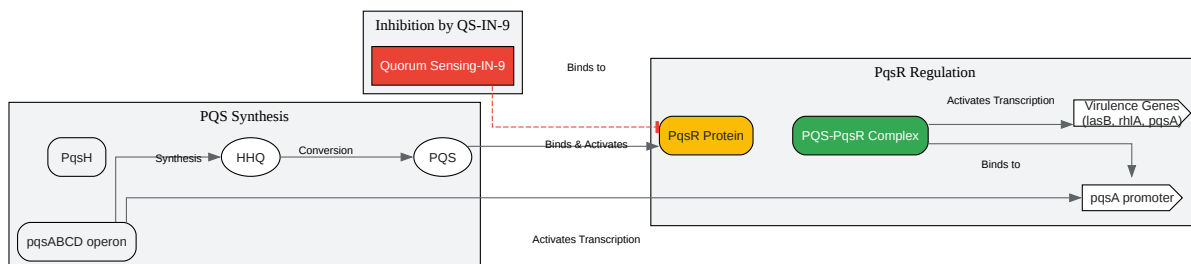 Inhibition by QS-IN-9
Quorum Sensing-IN-9
Binds to
PqsR Regulation
PQS Synthesis
Activates Transcription
Virulence Genes
(lasB, rhlA, pqsA)
PqsR Protein
PQS-PqsR Complex
PqsH
Synthesis
HHQ
Conversion
PQS
Binds & Activates
Binds to
pqsA promoter
pqsABCD operon
Activates Transcription